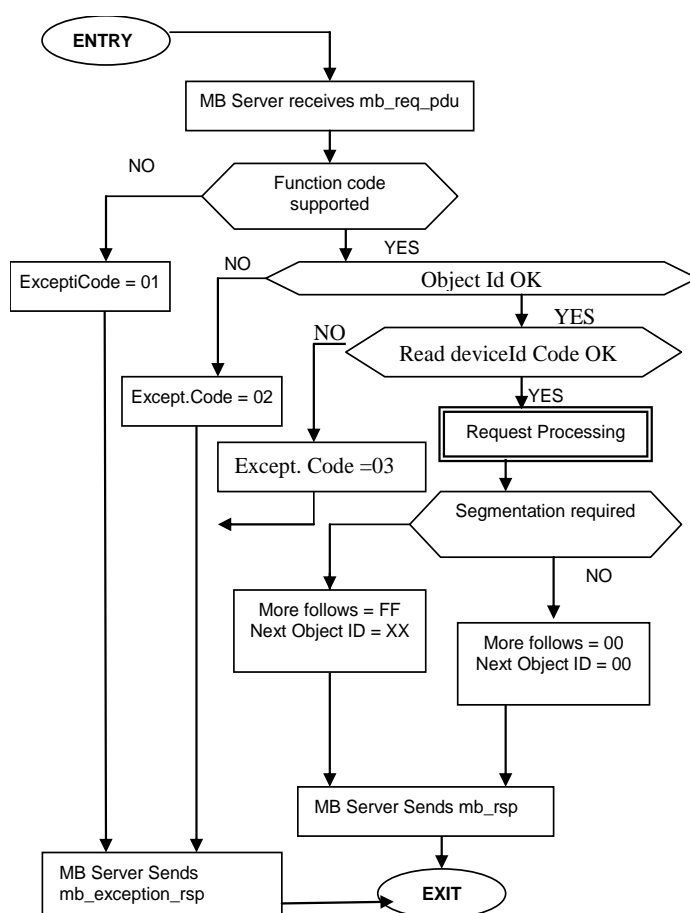 ENTRY
MB Server receives mb_req_pdu
NO
Function code
supported
YES
NO
ExceptiCode = 01
Object Id OK
YES
NO
Read deviceId Code OK
Except.Code = 02
YES
Request Processing
Except. Code =03
Segmentation required
NO
More follows = FF
Next Object ID = XX
More follows = 00
Next Object ID = 00
MB Server Sends mb_rsp
MB Server Sends
mb_exception_rsp
EXIT